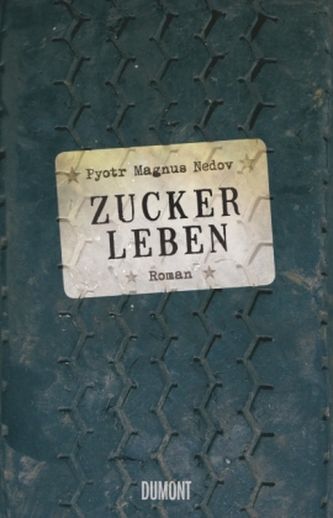 Pyotr Magnus Nedov
ZUCKER
LEBEN
Roman
DUMONT